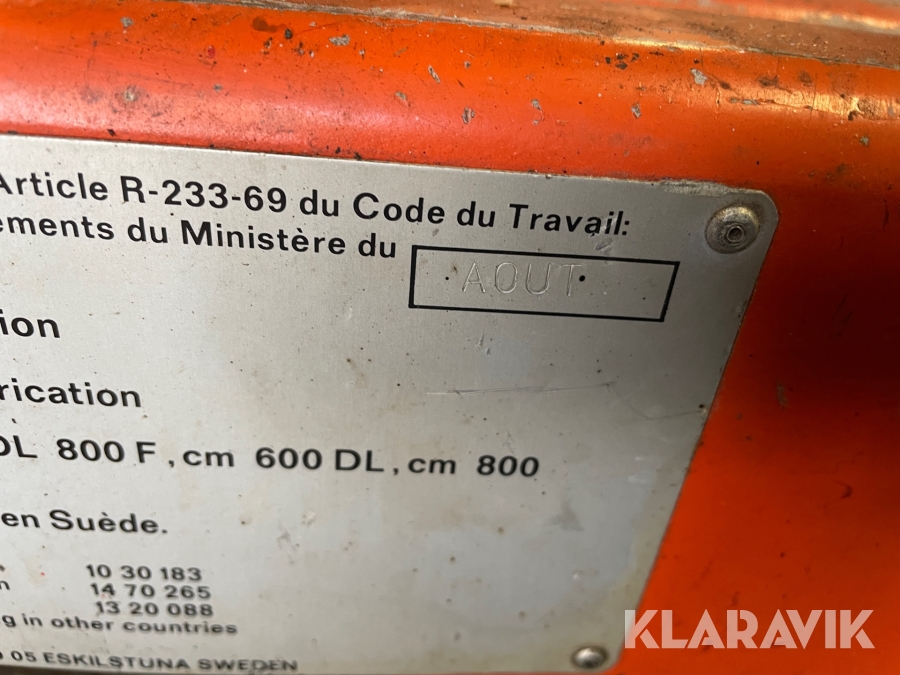 Article R-233-69 du Code du Travail:
ements du Ministère du
·AOUT·
ion
rication
DL 800 F, cm 600 DL, cm 800
en Suède.
10 30 183
n 14 70 265
13 20 088
g in other countries
05 ESKILSTUNA SWEDEN
KLARAVIK